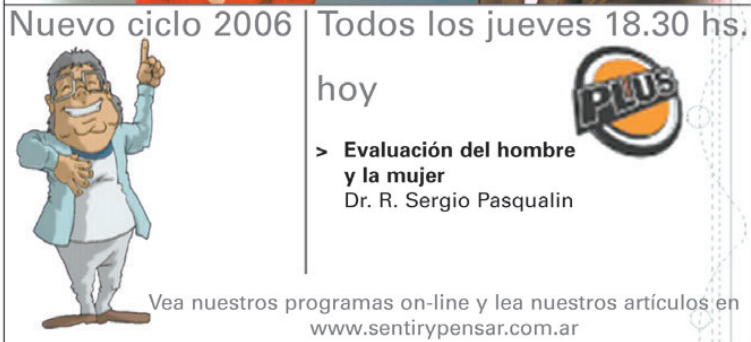 Nuevo ciclo 2006
Todos los jueves 18.30 hs.
hoy
PLUS
> Evaluación del hombre
y la mujer
Dr. R. Sergio Pasqualin
Vea nuestros programas on-line y lea nuestros artículos en
www.sentirypensar.com.ar